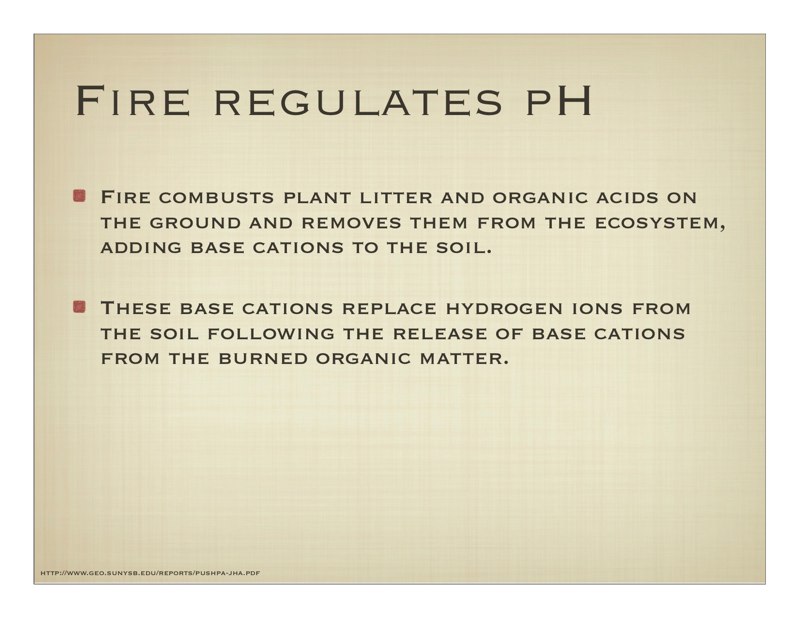 Fire regulates pH
Fire combusts plant litter and organic acids on
the ground and removes them from the ecosystem,
adding base cations to the soil.
These base cations replace hydrogen ions from
the soil following the release of base cations
from the burned organic matter.
http://www.geo.sunysb.edu/reports/pushpa-jha.pdf